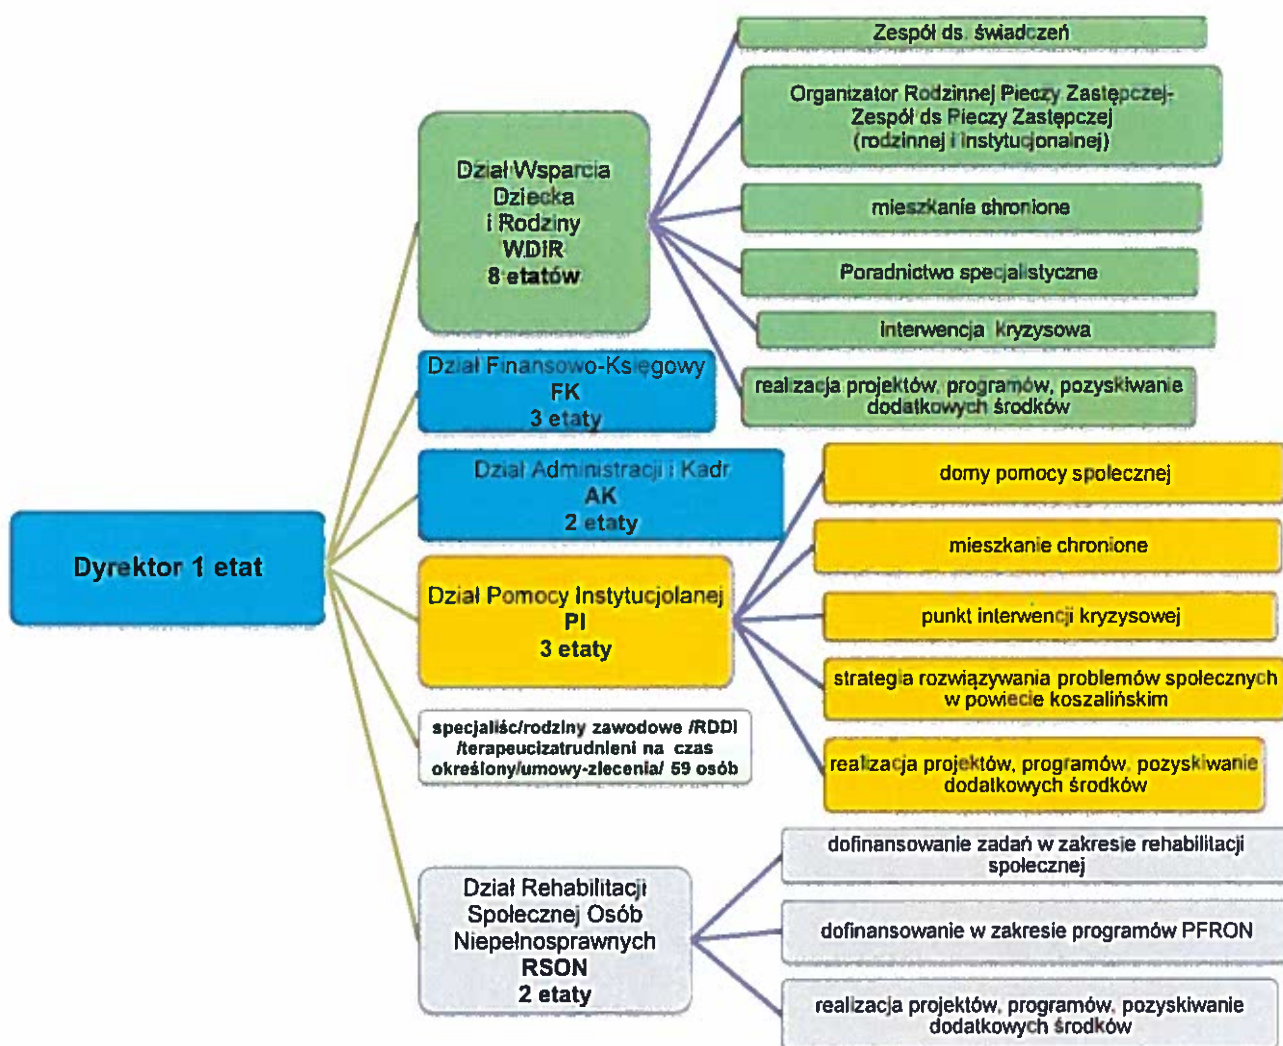 Dyrektor 1 etat
Dział Wsparcia
Dziecka
i Rodziny
WDIR
8 etatów
Zespół ds. świadczeń
Organizator Rodzinnej Pieczy Zastępczej-
Zespół ds Pieczy Zastępczej
(rodzinnej i instytucjonalnej)
mieszkanie chronione
Poradnictwo specjalistyczne
interwencja kryzysowa
realizacja projektów, programów, pozyskiwanie
dodatkowych środków
Dział Finansowo-Księgowy
FK
3 etaty
Dział Administracji i Kadr
AK
2 etaty
Dział Pomocy Instytucjolanej
PI
3 etaty
domy pomocy społecznej
mieszkanie chronione
punkt interwencji kryzysowej
strategia rozwiązywania problemów społecznych
w powiecie koszalińskim
realizacja projektów, programów, pozyskiwanie
dodatkowych środków
specjaliśc/rodziny zawodowe /RDDI
/terapeucizatrudnieni na czas
określony/umowy-zlecenia/ 59 osób
Dział Rehabilitacji
Społecznej Osób
Niepełnosprawnych
RSON
2 etaty
dofinansowanie zadań w zakresie rehabilitacji
społecznej
dofinansowanie w zakresie programów PFRON
realizacja projektów, programów, pozyskiwanie
dodatkowych środków